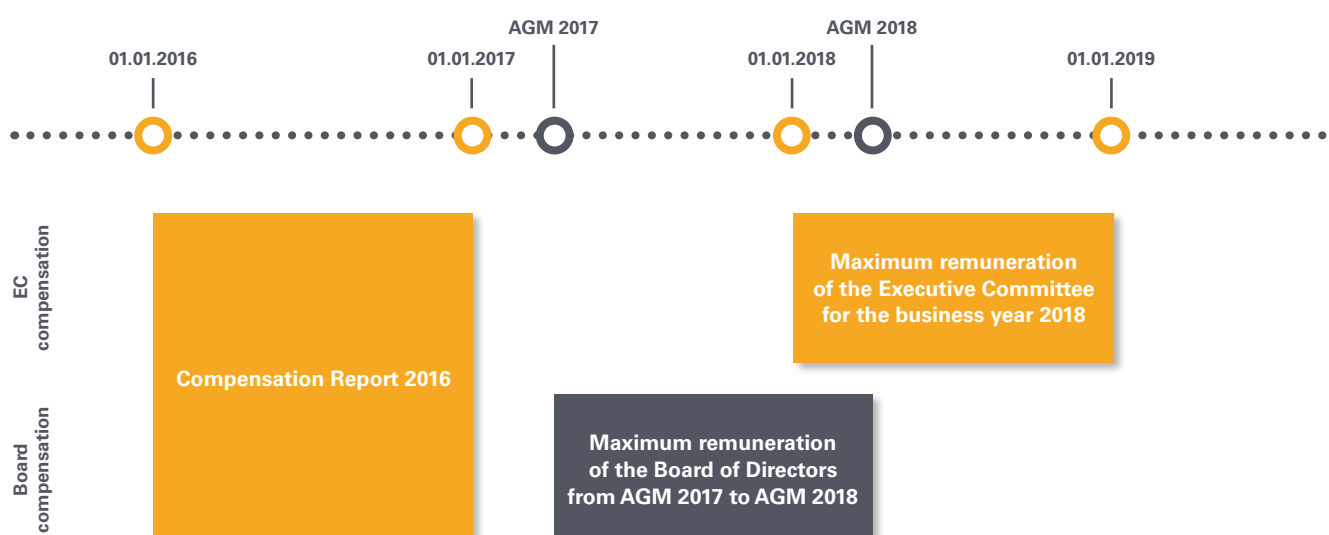 AGM 2017
AGM 2018
01.01.2016
01.01.2017
01.01.2018
01.01.2019
EC
compensation
Maximum remuneration
of the Executive Committee
for the business year 2018
Compensation Report 2016
Board
compensation
Maximum remuneration
of the Board of Directors
from AGM 2017 to AGM 2018